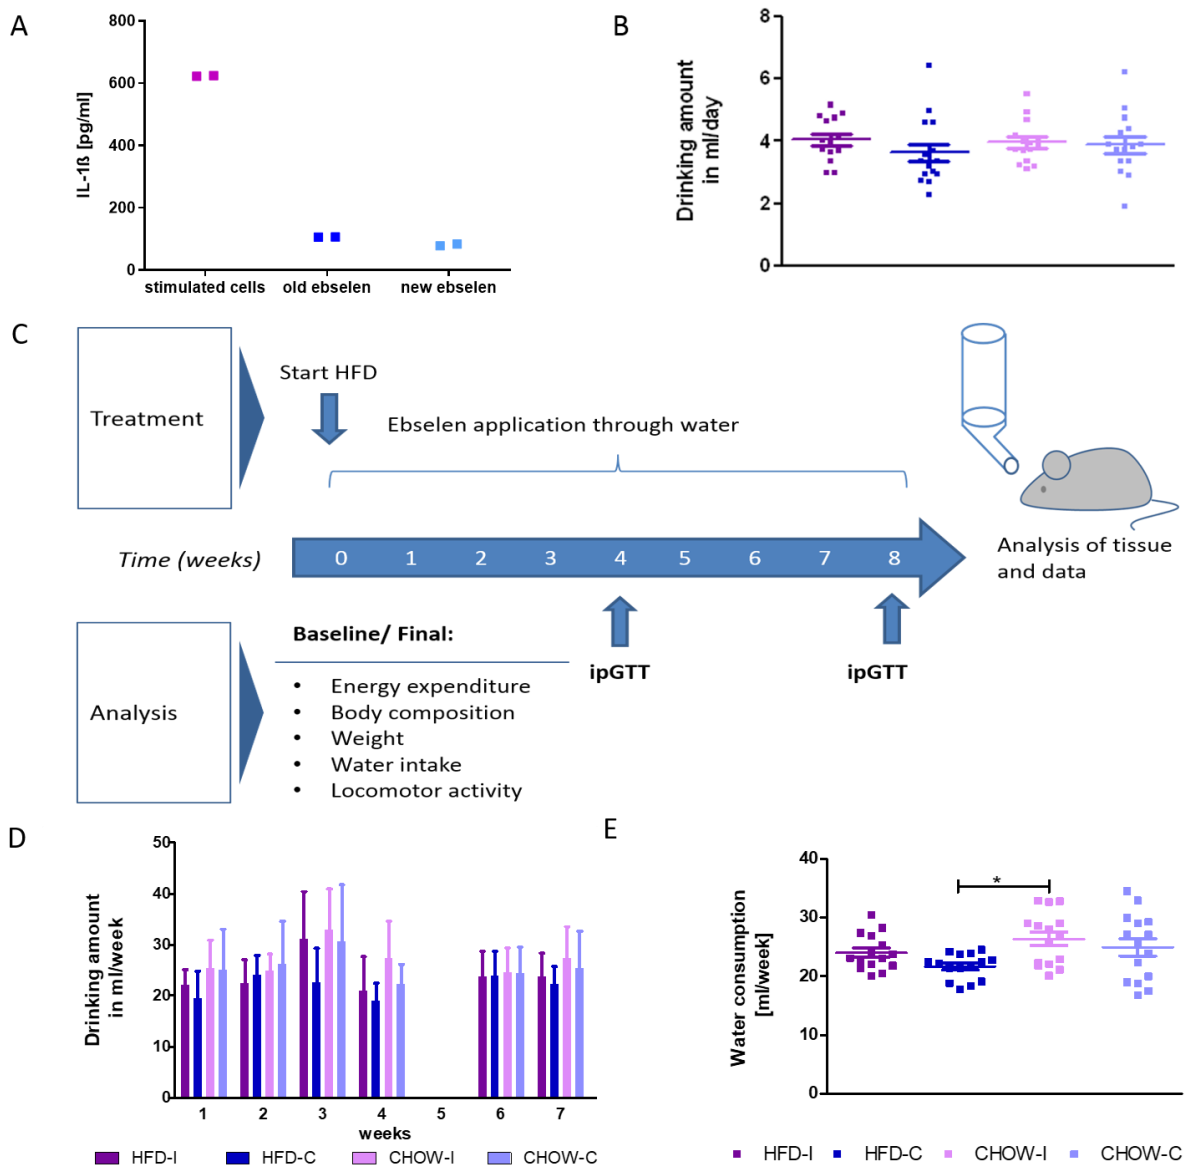 A
800
600
400
200
0
IL-1ß [pg/ml]
stimulated cells old ebselen new ebselen
B
8
6
4
2
0
Drinking amount
in ml/day
C
Treatment
Start HFD
Ebselen application through water
Time (weeks)
0 1 2 3 4 5 6 7 8
Analysis of tissue
and data
Analysis
Baseline/ Final:
• Energy expenditure
• Body composition
• Weight
• Water intake
• Locomotor activity
ipGTT
ipGTT
D
50
40
30
20
10
0
Drinking amount
in ml/week
1 2 3 4 5 6 7
weeks
HFD-I HFD-C CHOW-I CHOW-C
E
40
30
20
10
0
Water consumption
[ml/week]
*
HFD-I HFD-C CHOW-I CHOW-C